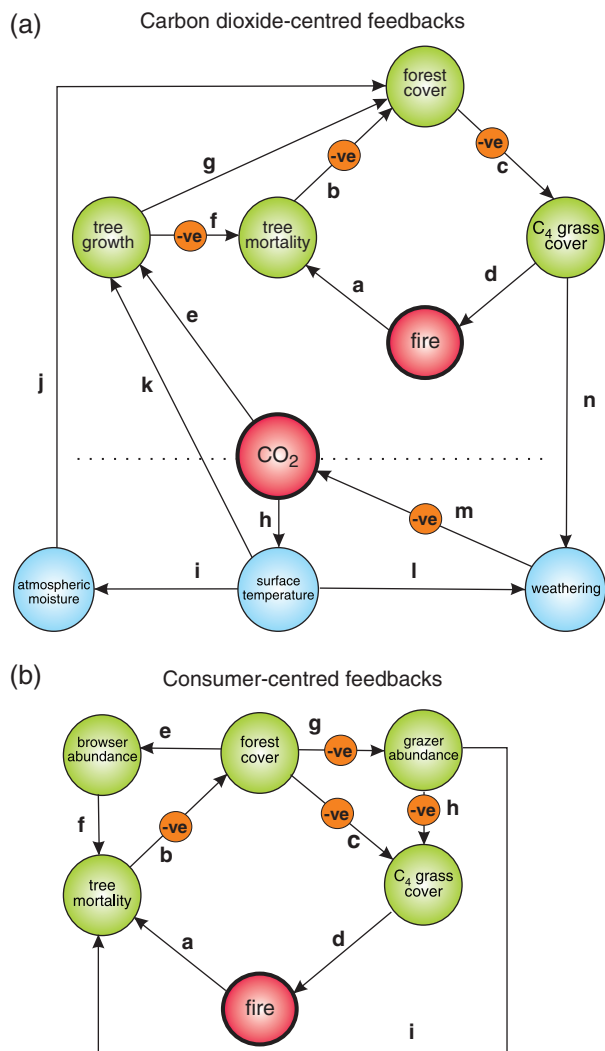 (a)
Carbon dioxide-centred feedbacks
forest
cover
-ve
-ve
g
c
b
tree
growth
-ve
f
tree
mortality
C4 grass
cover
a
d
e
fire
j
k
n
CO2
m
-ve
h
atmospheric
moisture
i
surface
temperature
l
weathering
(b)
Consumer-centred feedbacks
browser
abundance
e
forest
cover
g
-ve
grazer
abundance
f
-ve
b
-ve
c
-ve
h
tree
mortality
C4 grass
cover
a
d
fire
i